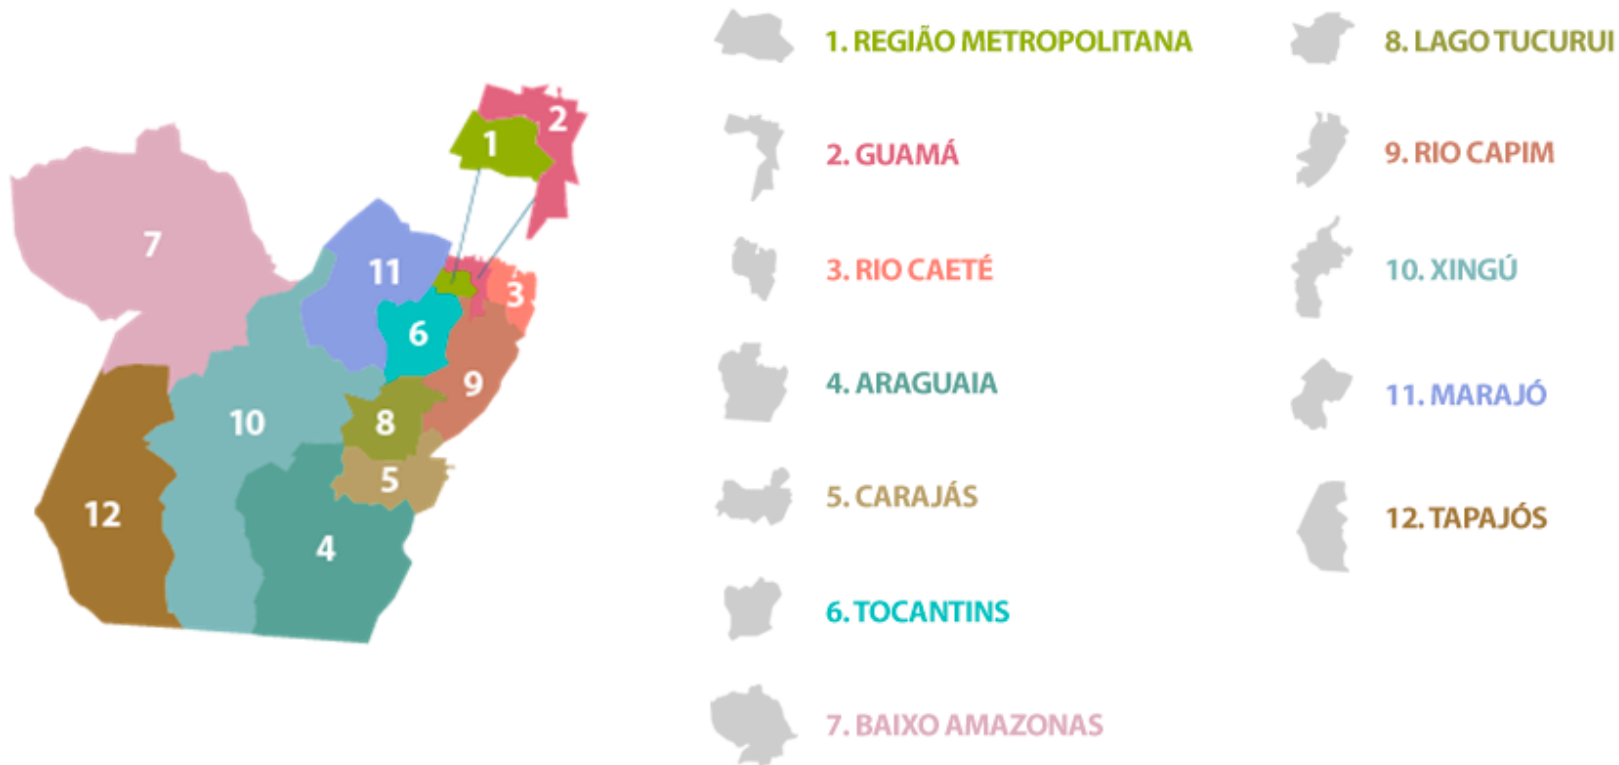 1. REGIÃO METROPOLITANA
2. GUAMÁ
3. RIO CAETÉ
4. ARAGUAIA
5. CARAJÁS
6. TOCANTINS
7. BAIXO AMAZONAS
8. LAGO TUCURUI
9. RIO CAPIM
10. XINGÚ
11. MARAJÓ
12. TAPAJÓS
2
1
7
11
3
6
9
10
8
5
12
4